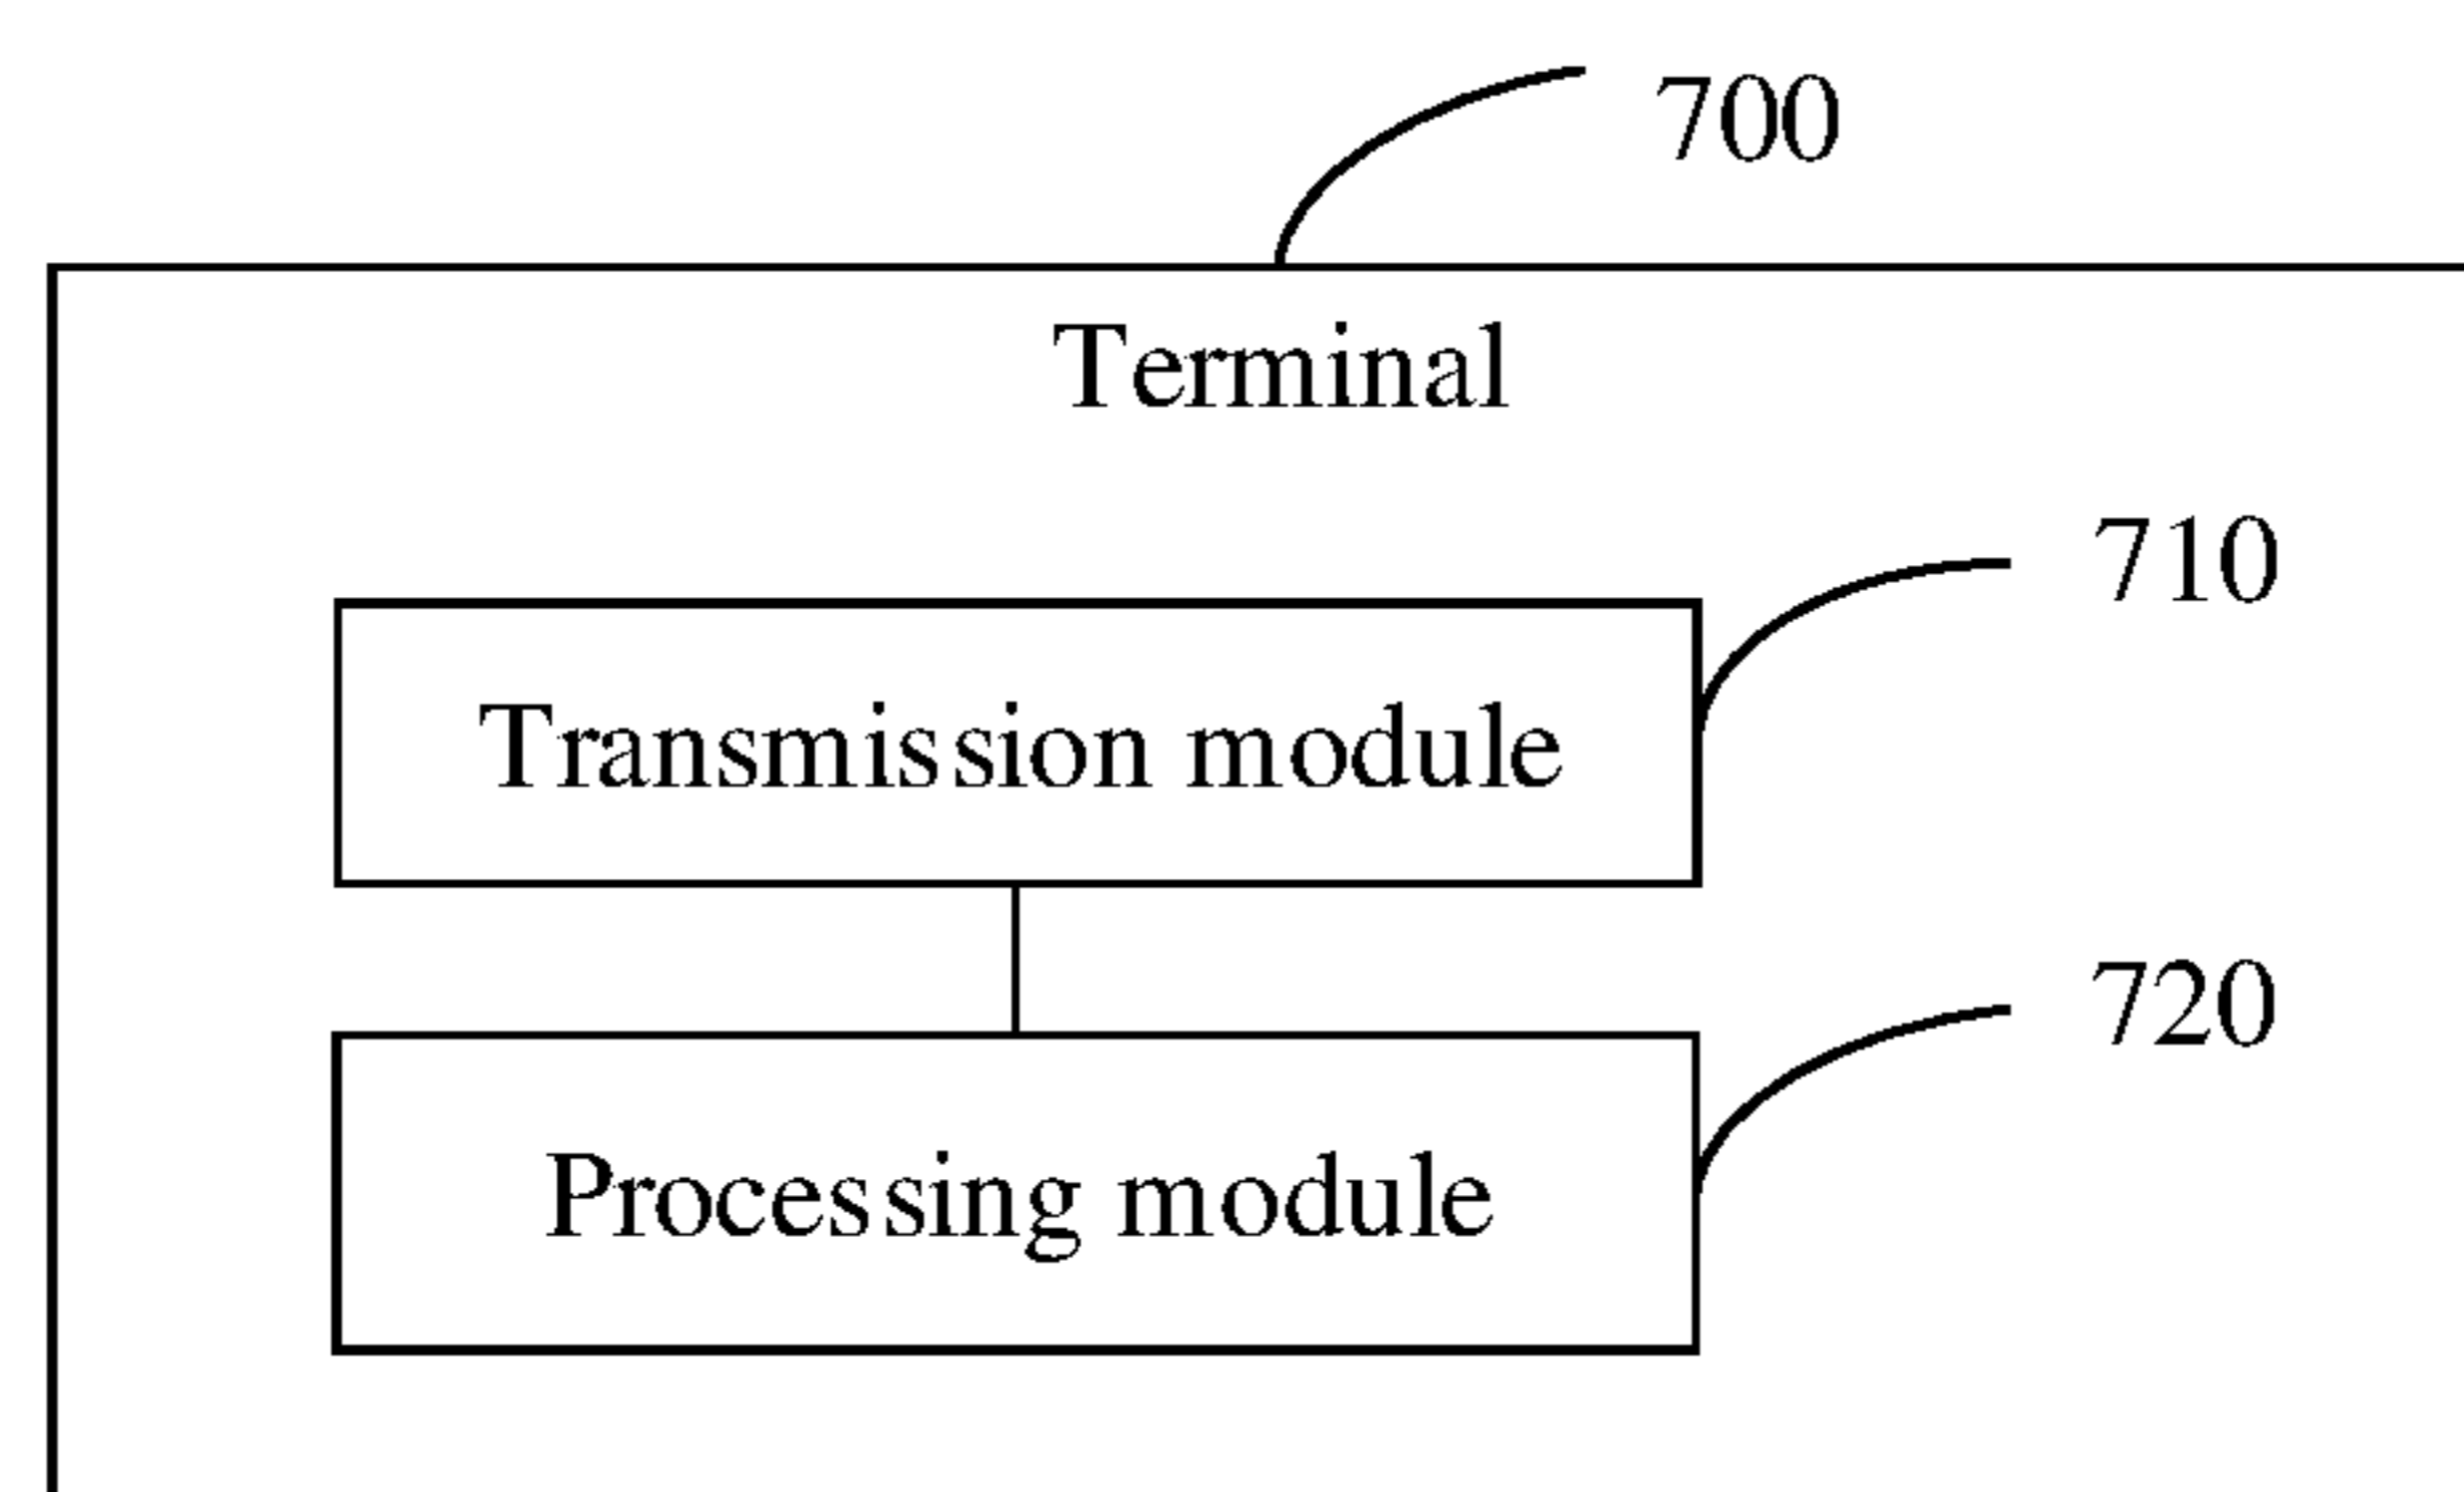 700
Terminal
710
Transmission module
720
Processing module